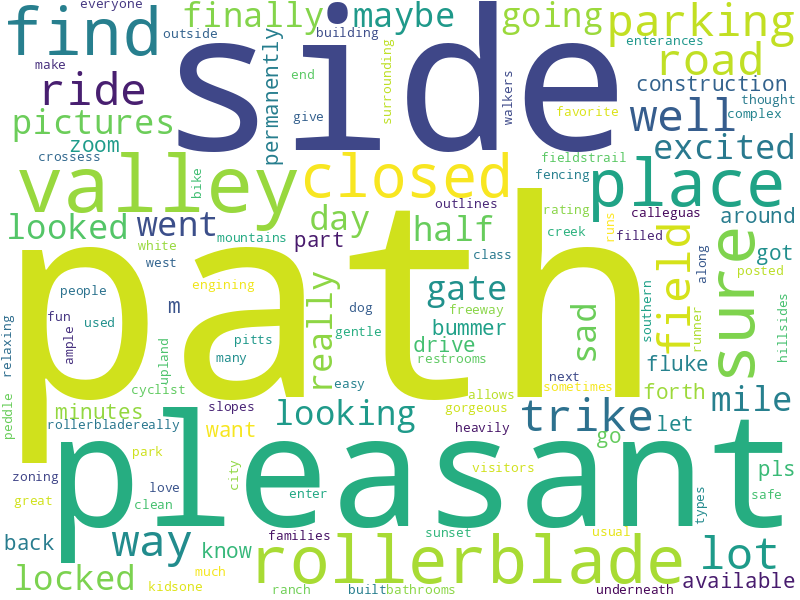 everyone
find
side
finally
maybe
going
parking
outside
building
enterances
make
ride
permanently
end
surrounding
walkers
road
construction
pictures
give
favorite
well
thought
complex
zoom
crossess
valley
bike
closed
fieldstrail
excited
fencing
place
looked
went
day
outlines
half
rating
runs
calleguas
around
white
mountains
part
creek
filled
field
sure
path
west
class
along
got
posted
people
m
engining
really
gate
southern
hillsides
relaxing
fun
used
ample
upland
pitts
many
dog
gentle
freeway
bummer
drive
restrooms
sad
runner
fluke
cyclist
easy
next
sometimes
forth
mile
peddle
minutes
slopes
looking
allows
gorgeous
trike
let
rollerbladereally
want
heavily
go
pleasant
park
zoning
love
city
visitors
pls
great
clean
enter
types
safe
back
way
know
families
sunset
usual
lot
locked
kidsone
much
rollerblade
ranch
built
bathrooms
underneath
available